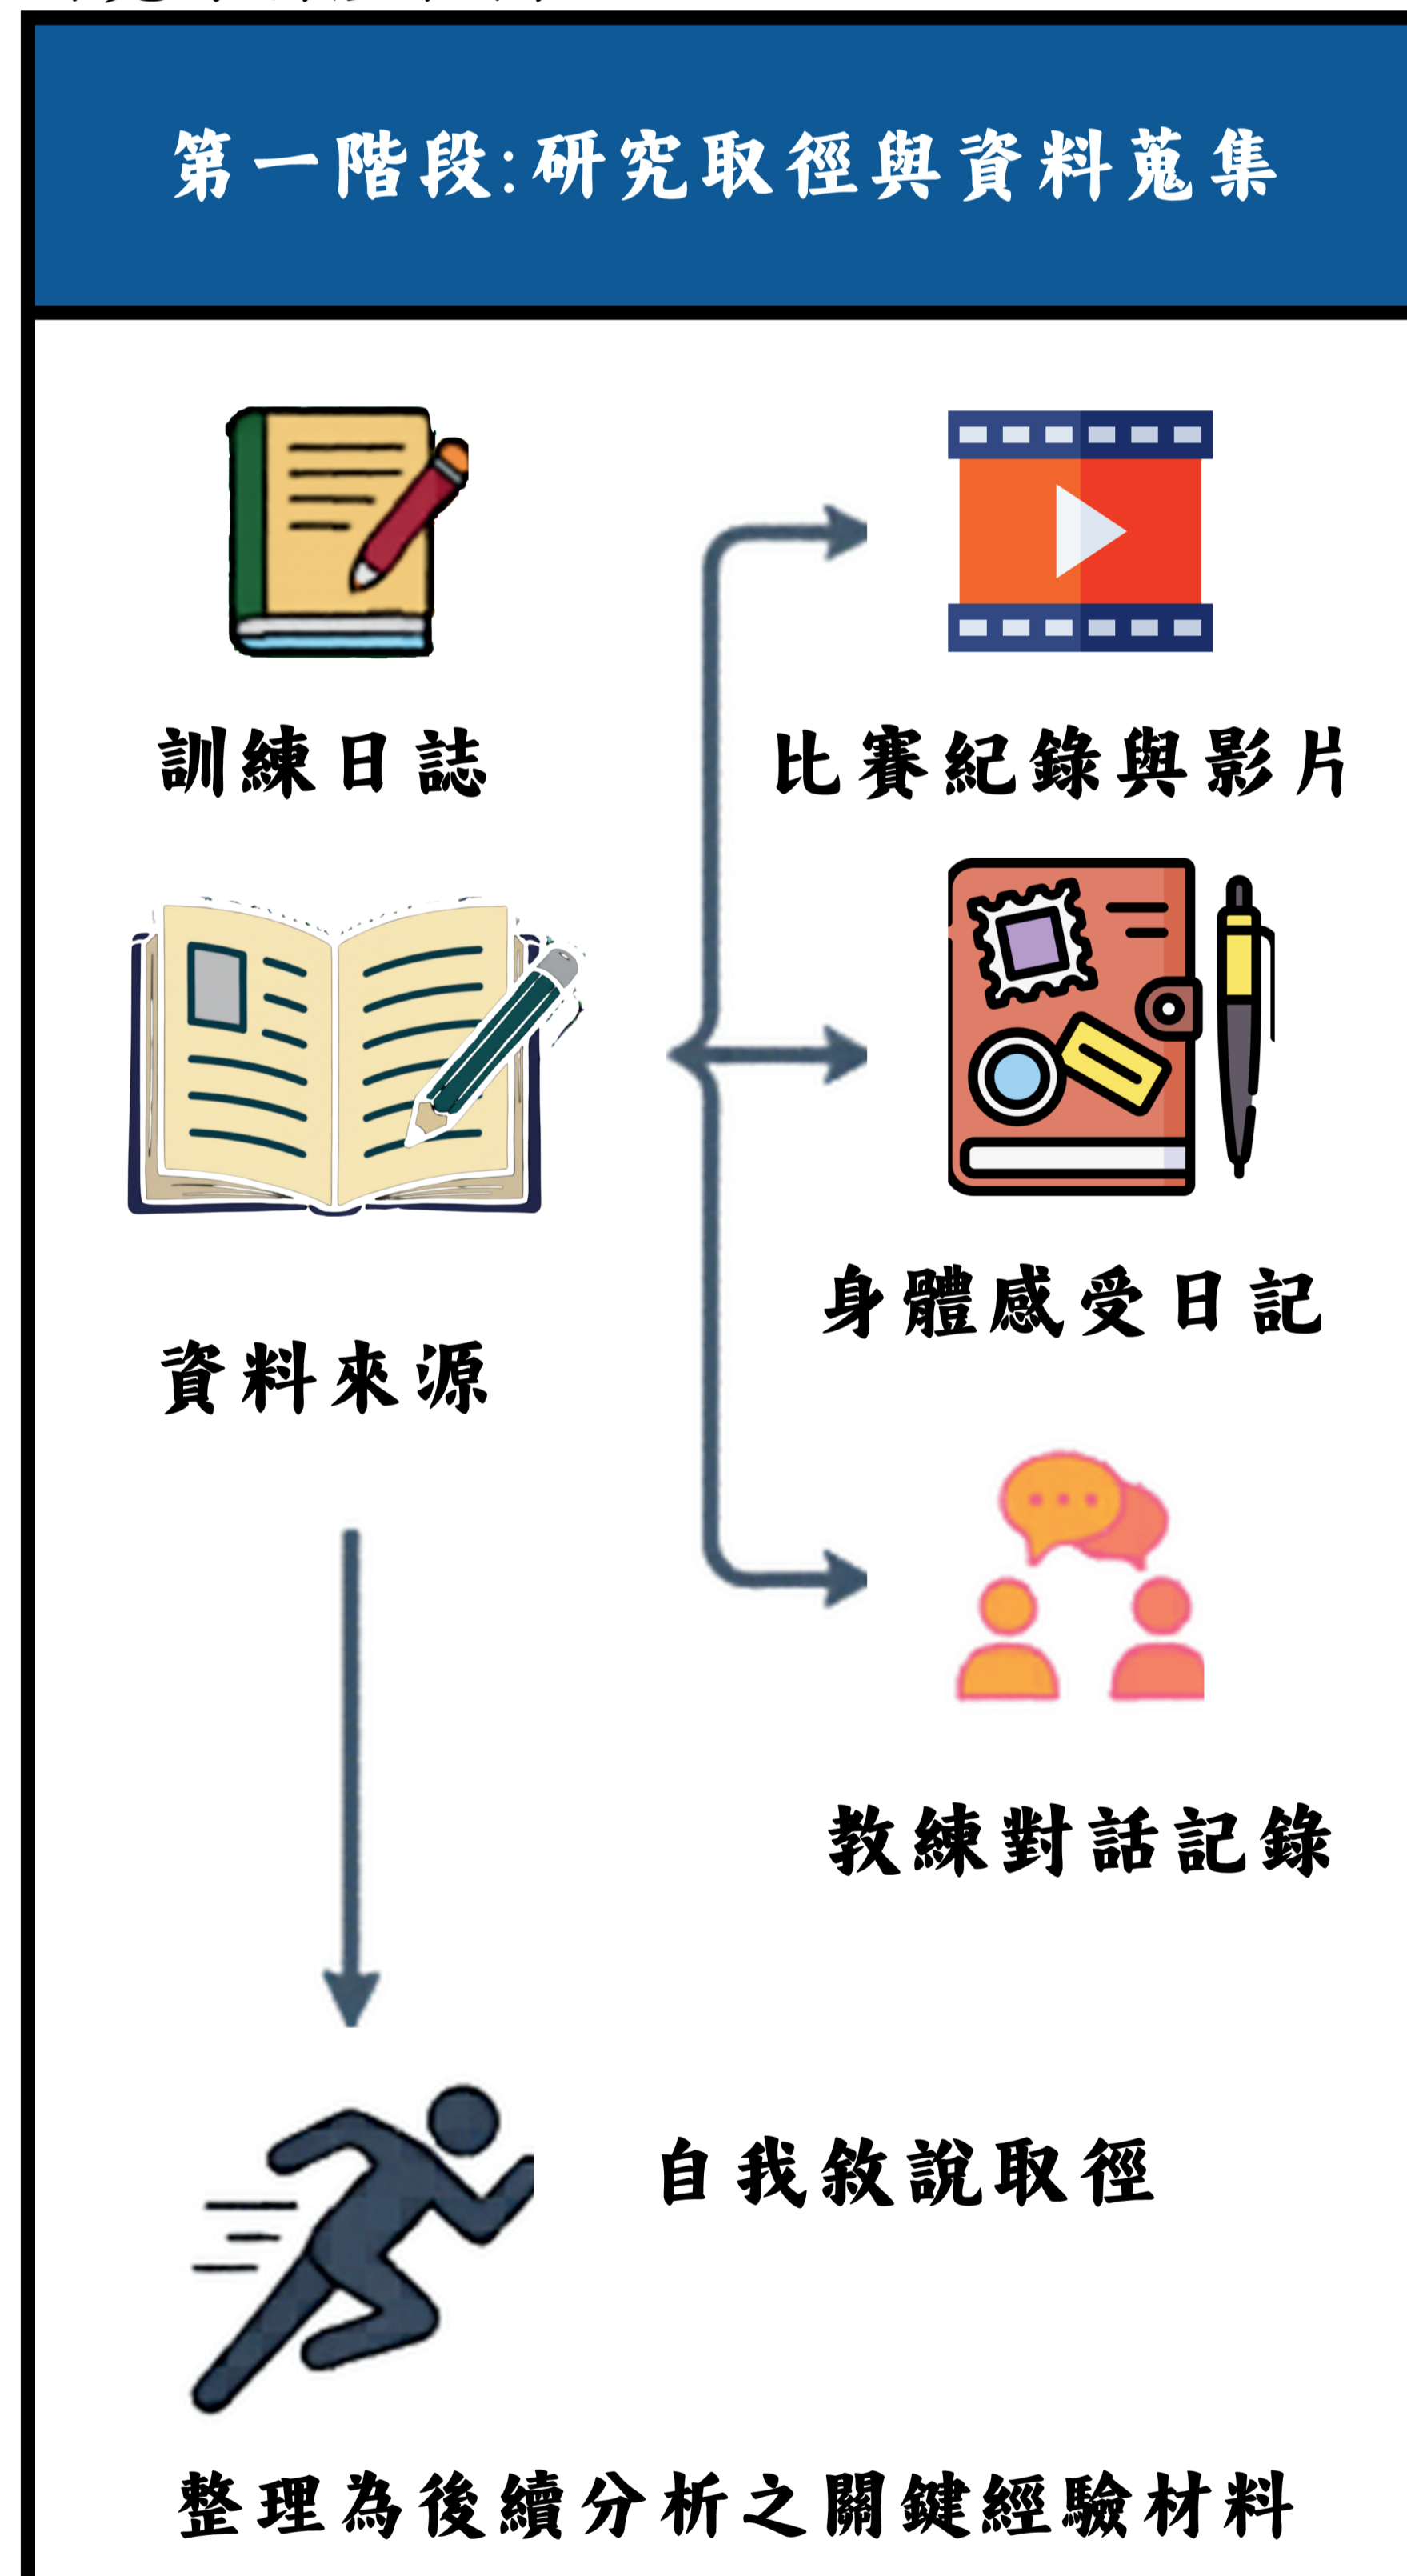 第一階段:研究取徑與資料蒐集
訓練日誌
比賽紀錄與影片
身體感受日記
資料來源
教練對話記錄
自我敘說取徑
整理為後續分析之關鍵經驗材料